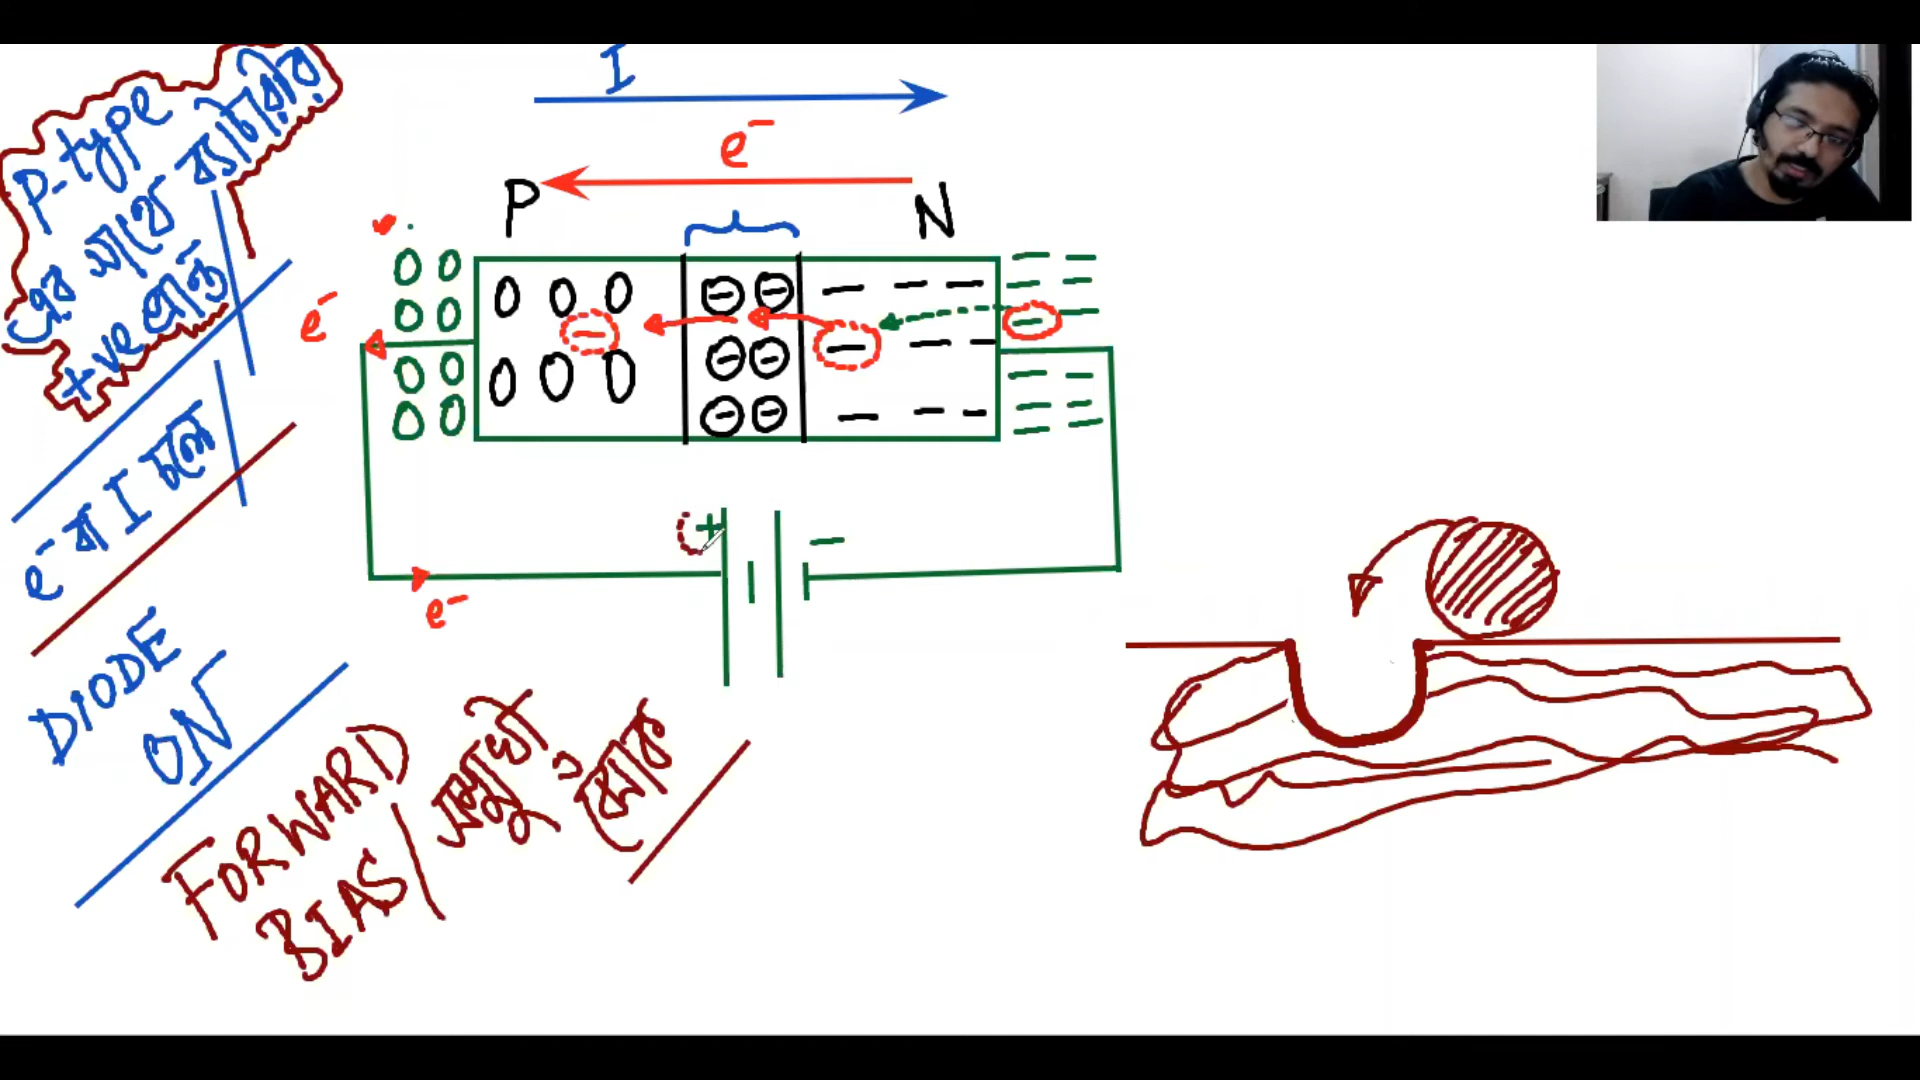 P-type
এর সাথে ব্যাটারীর
+ve প্রান্ত
I
e⁻
P
N
e⁻
+
−
e⁻
e⁻ বা I চলে
DIODE
ON
FORWARD
BIAS/
সম্মুখী
ঝোঁক